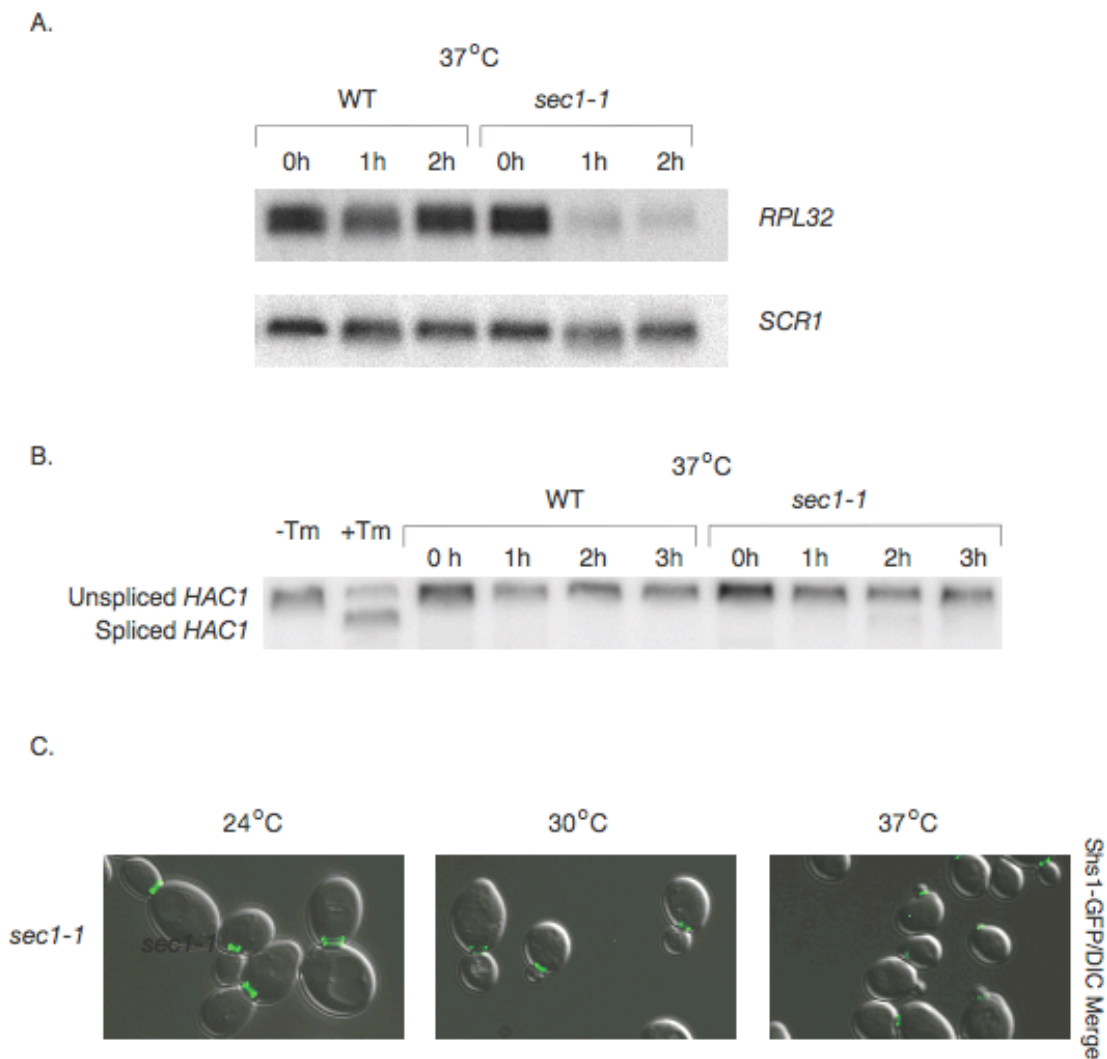 A.
37°C
WT sec1-1
0h 1h 2h 0h 1h 2h
RPL32
SCR1
B.
37°C
WT sec1-1
-Tm +Tm
0 h 1h 2h 3h 0h 1h 2h 3h
Unspliced HAC1
Spliced HAC1
C.
24°C 30°C 37°C
sec1-1
sec1-1
Shs1-GFP/DIC Merge